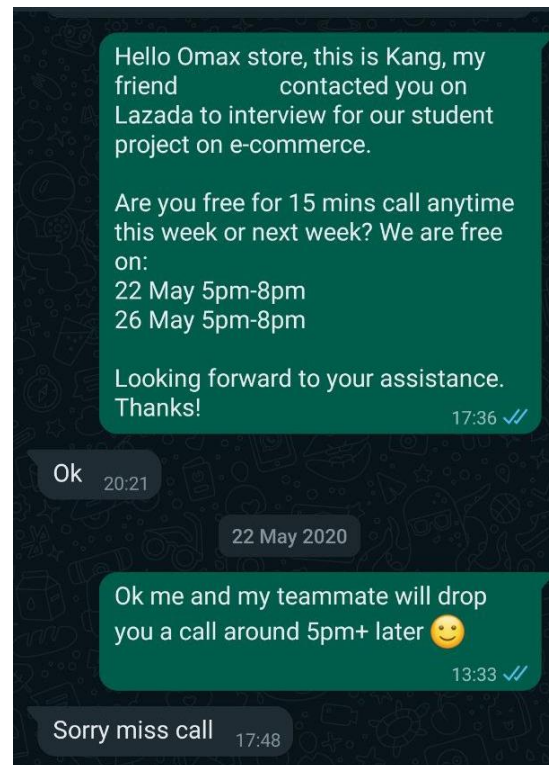 Hello Omax store, this is Kang, my
friend contacted you on
Lazada to interview for our student
project on e-commerce.
Are you free for 15 mins call anytime
this week or next week? We are free
on:
22 May 5pm-8pm
26 May 5pm-8pm
Looking forward to your assistance.
Thanks!
17:36
Ok
20:21
22 May 2020
Ok me and my teammate will drop
you a call around 5pm+ later 🙂
13:33
Sorry miss call
17:48